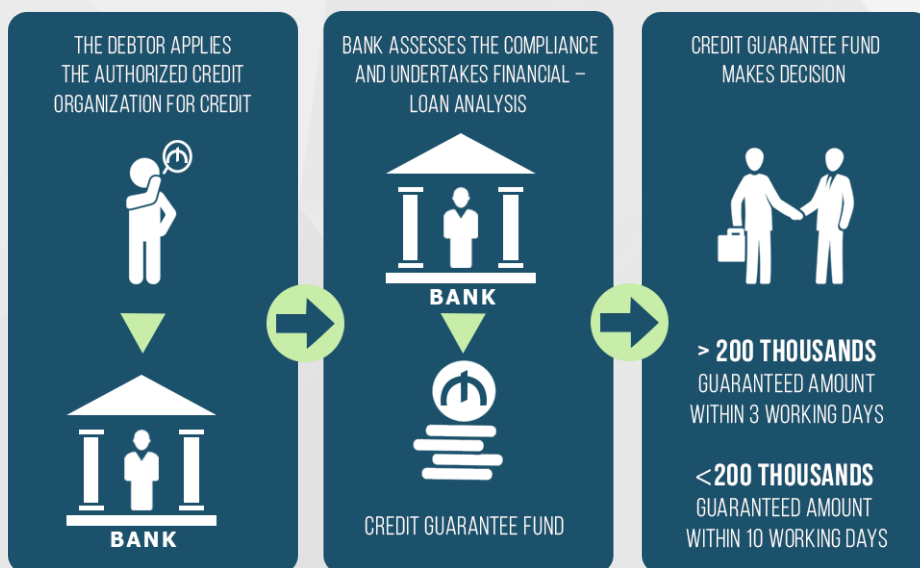 THE DEBTOR APPLIES
THE AUTHORIZED CREDIT
ORGANIZATION FOR CREDIT
BANK
BANK ASSESSES THE COMPLIANCE
AND UNDERTAKES FINANCIAL –
LOAN ANALYSIS
BANK
CREDIT GUARANTEE FUND
CREDIT GUARANTEE FUND
MAKES DECISION
> 200 THOUSANDS
GUARANTEED AMOUNT
WITHIN 3 WORKING DAYS
<200 THOUSANDS
GUARANTEED AMOUNT
WITHIN 10 WORKING DAYS